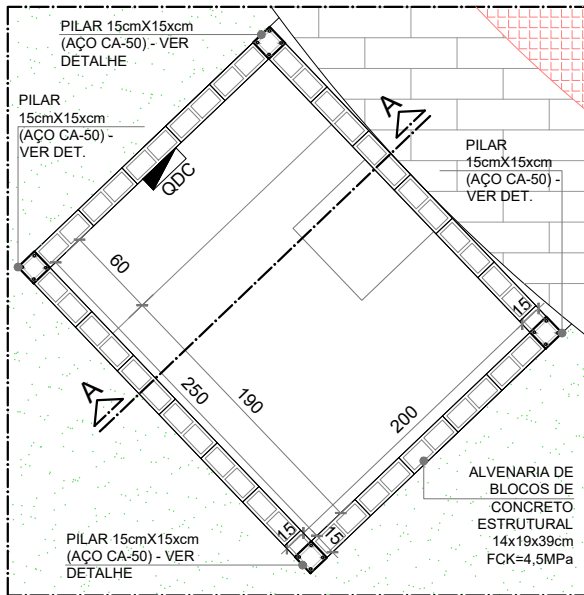 PILAR 15cmX15xcm
(AÇO CA-50) - VER
DETALHE
PILAR
15cmX15xcm
(AÇO CA-50) -
VER DET.
A
PILAR
15cmX15xcm
(AÇO CA-50) -
VER DET.
QDC
60
15
250
190
200
A
ALVENARIA DE
BLOCOS DE
CONCRETO
ESTRUTURAL
14x19x39cm
FCK=4,5MPa
15
15
PILAR 15cmX15xcm
(AÇO CA-50) - VER
DETALHE